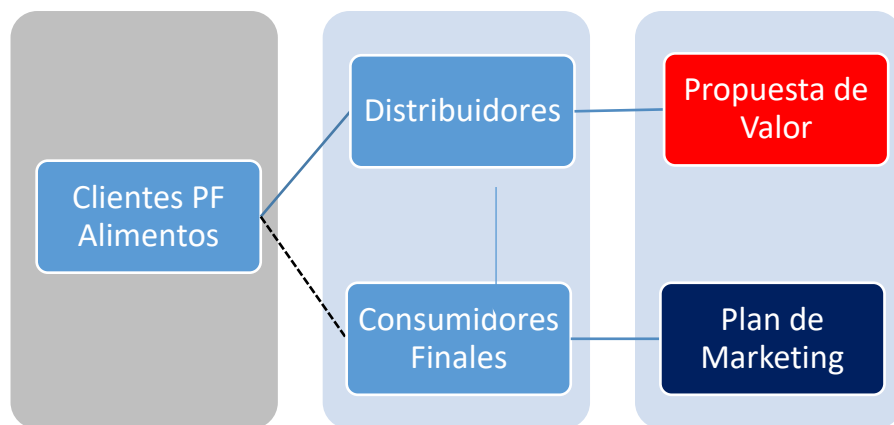 Clientes PF
Alimentos
Distribuidores
Consumidores
Finales
Propuesta de
Valor
Plan de
Marketing